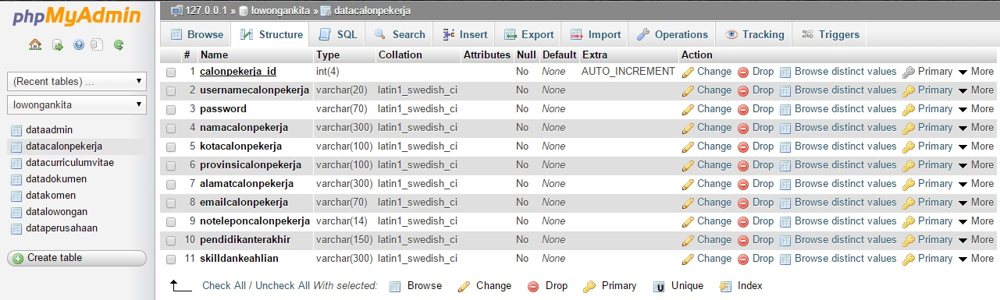 phpMyAdmin
127.0.0.1 » lowongankita » datacalonpekerja
Browse Structure SQL Search Insert Export Import Operations Tracking Triggers
(Recent tables) ...
lowongankita
dataadmin
datacalonpekerja
datacurriculumvitae
datadokumen
datakomen
datalowongan
dataperusahaan
Create table
# Name Type Collation Attributes Null Default Extra Action
1 calonpekerja_id int(4) No None AUTO_INCREMENT Change Drop Browse distinct values Primary More
2 usernamecalonpekerja varchar(20) latin1_swedish_ci No None Change Drop Browse distinct values Primary More
3 password varchar(70) latin1_swedish_ci No None Change Drop Browse distinct values Primary More
4 namacalonpekerja varchar(300) latin1_swedish_ci No None Change Drop Browse distinct values Primary More
5 kotacalonpekerja varchar(100) latin1_swedish_ci No None Change Drop Browse distinct values Primary More
6 provinsicalonpekerja varchar(100) latin1_swedish_ci No None Change Drop Browse distinct values Primary More
7 alamatcalonpekerja varchar(300) latin1_swedish_ci No None Change Drop Browse distinct values Primary More
8 emailcalonpekerja varchar(70) latin1_swedish_ci No None Change Drop Browse distinct values Primary More
9 noteleponcalonpekerja varchar(14) latin1_swedish_ci No None Change Drop Browse distinct values Primary More
10 pendidikanterakhir varchar(150) latin1_swedish_ci No None Change Drop Browse distinct values Primary More
11 skilldankeahlian varchar(300) latin1_swedish_ci No None Change Drop Browse distinct values Primary More
Check All / Uncheck All With selected: Browse Change Drop Primary Unique Index